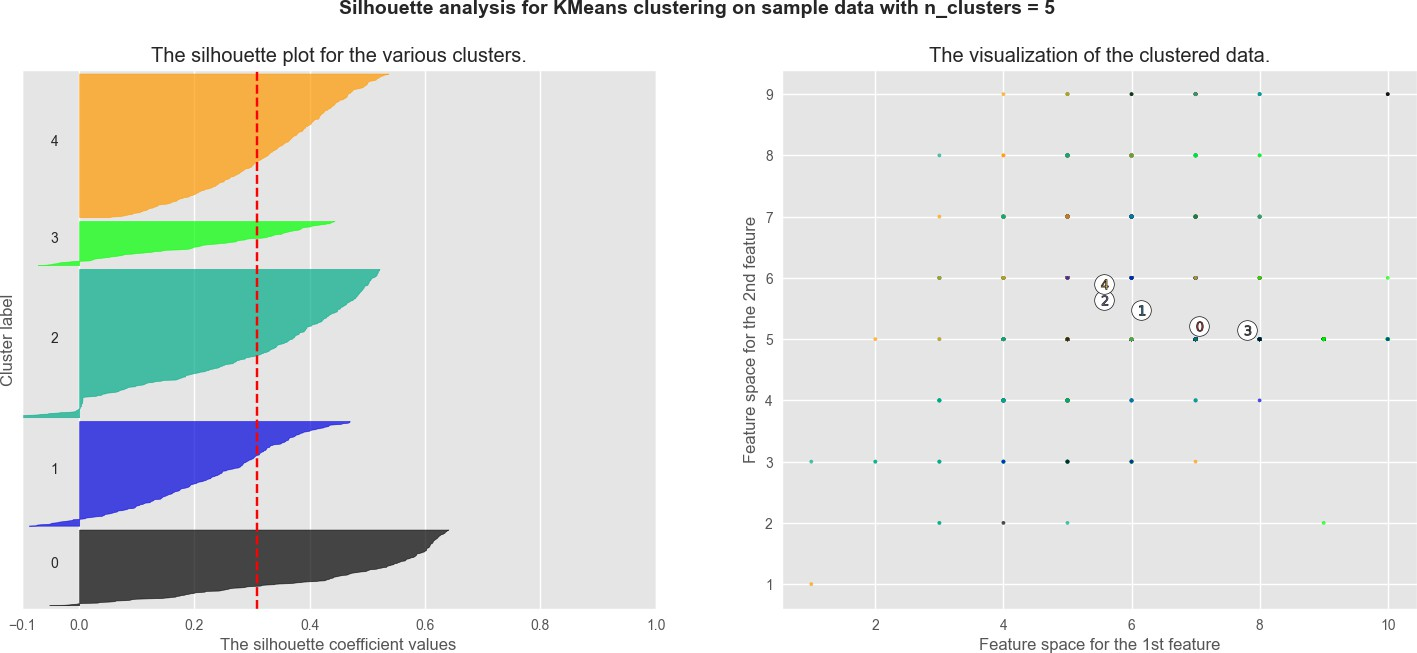 Silhouette analysis for KMeans clustering on sample data with n_clusters = 5
The silhouette plot for the various clusters.
Cluster label
4
3
2
1
0
−0.1 0.0 0.2 0.4 0.6 0.8 1.0
The silhouette coefficient values
The visualization of the clustered data.
Feature space for the 2nd feature
9
8
7
6
5
4
3
2
1
4
2
1
0
3
2 4 6 8 10
Feature space for the 1st feature